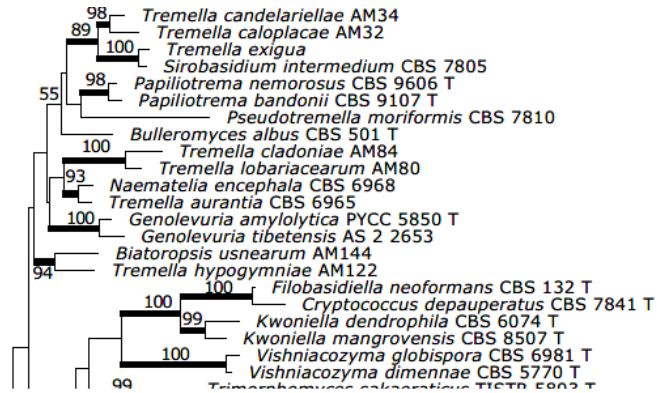 98 Tremella candelariellae AM34
89 Tremella caloplacae AM32
100 Tremella exigua
Sirobasidium intermedium CBS 7805
98 Papiliotrema nemorosus CBS 9606 T
55 Papiliotrema bandonii CBS 9107 T
Pseudotremella moriformis CBS 7810
Bulleromyces albus CBS 501 T
100 Tremella cladoniae AM84
Tremella lobariacearum AM80
93 Naematelia encephala CBS 6968
Tremella aurantia CBS 6965
100 Genolevuria amylolytica PYCC 5850 T
Genolevuria tibetensis AS 2 2653
Biatoropsis usnearum AM144
94 Tremella hypogymniae AM122
100 Filobasidiella neoformans CBS 132 T
100 Cryptococcus depauperatus CBS 7841 T
99 Kwoniella dendrophila CBS 6074 T
Kwoniella mangrovensis CBS 8507 T
100 Vishniacozyma globispora CBS 6981 T
Vishniacozyma dimennae CBS 5770 T
99